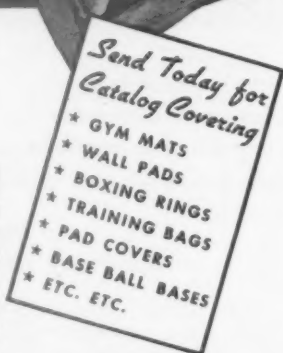 Send Today for
Catalog Covering
* GYM MATS
* WALL PADS
* BOXING RINGS
* TRAINING BAGS
* PAD COVERS
* BASE BALL BASES
* ETC. ETC.